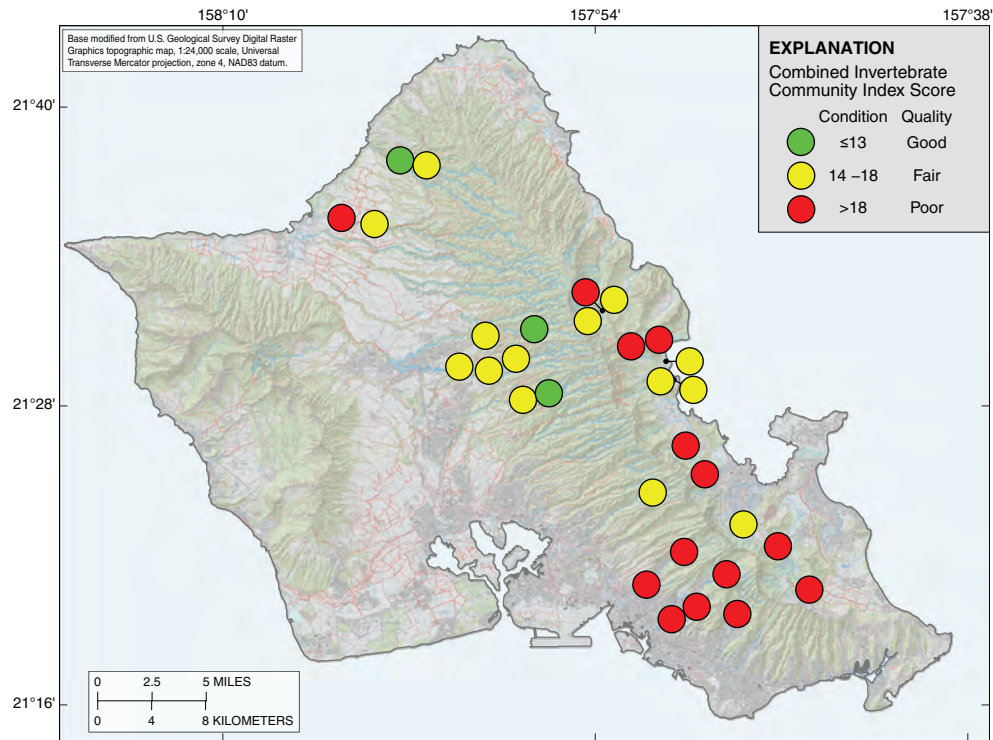 158°10'
157°54'
157°38'
Base modified from U.S. Geological Survey Digital Raster
Graphics topographic map, 1:24,000 scale, Universal
Transverse Mercator projection, zone 4, NAD83 datum.
EXPLANATION
Combined Invertebrate
Community Index Score
Condition Quality
≤13 Good
14 –18 Fair
>18 Poor
21°40'
21°28'
21°16'
0 2.5 5 MILES
0 4 8 KILOMETERS